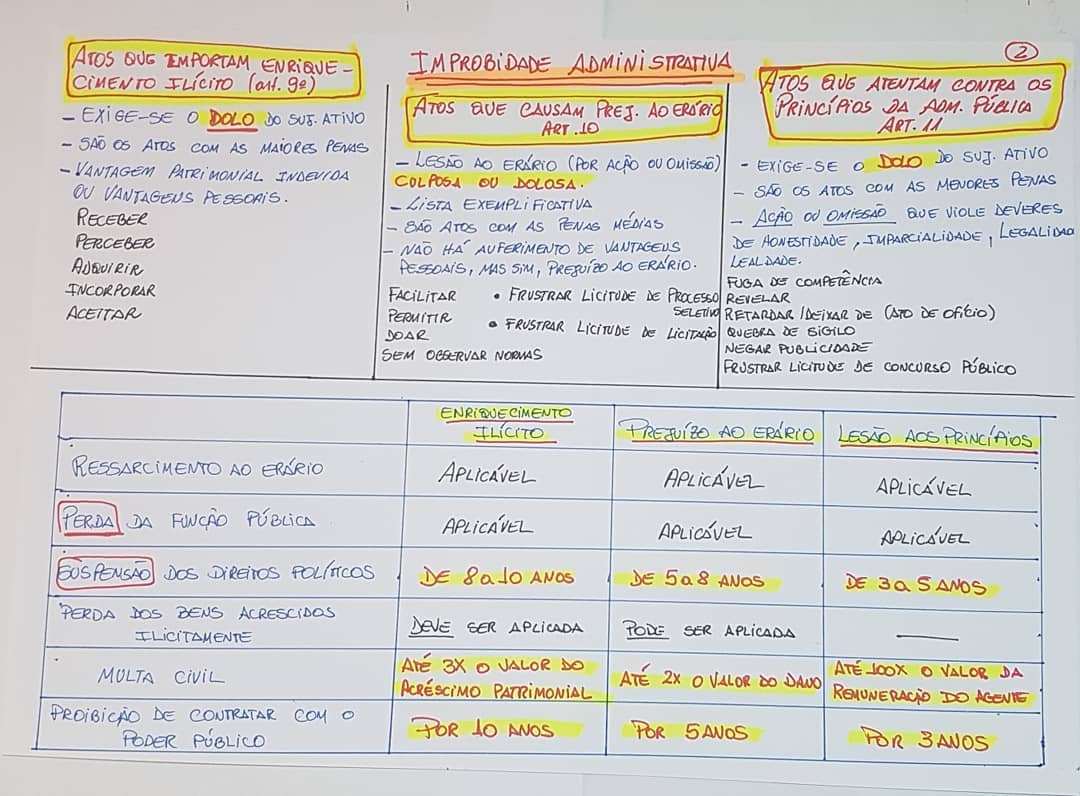 2
IMPROBIDADE ADMINISTRATIVA
ATOS QUE IMPORTAM ENRIQUE-
CIMENTO ILÍCITO (art. 9º)
- EXIGE-SE O DOLO DO SUJ. ATIVO
- SÃO OS ATOS COM AS MAIORES PENAS
- VANTAGEM PATRIMONIAL INDEVIDA
OU VANTAGENS PESSOAIS.
RECEBER
PERCEBER
ADQUIRIR
INCORPORAR
ACEITAR
ATOS QUE CAUSAM PREJ. AO ERÁRIO
ART. 10
- LESÃO AO ERÁRIO (POR AÇÃO OU OMISSÃO)
CULPOSA OU DOLOSA.
- LISTA EXEMPLIFICATIVA
- SÃO ATOS COM AS PENAS MÉDIAS
- NÃO HÁ AUFERIMENTO DE VANTAGENS
PESSOAIS, MAS SIM, PREJUÍZO AO ERÁRIO.
FACILITAR • FRUSTRAR LICITUDE DE PROCESSO
SELETIVO
PERMITIR
• FRUSTRAR LICITUDE DE LICITAÇÃO
DOAR
SEM OBSERVAR NORMAS
ATOS QUE ATENTAM CONTRA OS
PRINCÍPIOS DA ADM. PÚBLICA
ART. 11
- EXIGE-SE O DOLO DO SUJ. ATIVO
- SÃO OS ATOS COM AS MENORES PENAS
- AÇÃO OU OMISSÃO QUE VIOLE DEVERES
DE HONESTIDADE, IMPARCIALIDADE, LEGALIDAD
LEALDADE.
FUGA DE COMPETÊNCIA
REVELAR
RETARDAR/DEIXAR DE (ATO DE OFÍCIO)
QUEBRA DE SIGILO
NEGAR PUBLICIDADE
FRUSTRAR LICITUDE DE CONCURSO PÚBLICO
ENRIQUECIMENTO
ILÍCITO
PREJUÍZO AO ERÁRIO
LESÃO AOS PRINCÍPIOS
RESSARCIMENTO AO ERÁRIO
APLICÁVEL
APLICÁVEL
APLICÁVEL
PERDA DA FUNÇÃO PÚBLICA
APLICÁVEL
APLICÁVEL
APLICÁVEL
SUSPENSÃO DOS DIREITOS POLÍTICOS
DE 8 a 10 ANOS
DE 5 a 8 ANOS
DE 3 a 5 ANOS
PERDA DOS BENS ACRESCIDOS
ILICITAMENTE
DEVE SER APLICADA
PODE SER APLICADA
MULTA CIVIL
ATÉ 3X O VALOR DO
ACRÉSCIMO PATRIMONIAL
ATÉ 2X O VALOR DO DANO
ATÉ 100X O VALOR DA
REMUNERAÇÃO DO AGENTE
PROIBIÇÃO DE CONTRATAR COM O
PODER PÚBLICO
POR 10 ANOS
POR 5 ANOS
POR 3 ANOS